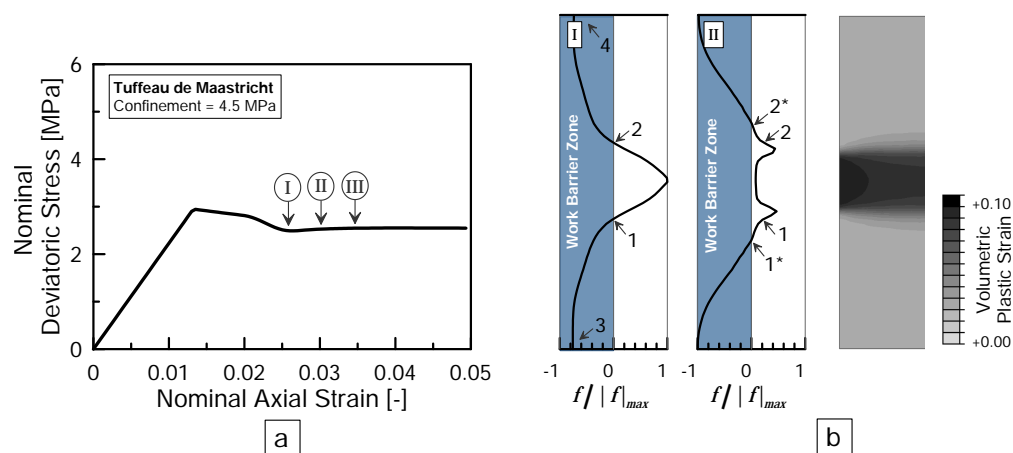 6
4
2
0
Nominal
Deviatoric Stress [MPa]
Tuffeau de Maastricht
Confinement = 4.5 MPa
I
II
III
0
0.01
0.02
0.03
0.04
0.05
Nominal Axial Strain [-]
a
I
4
Work Barrier Zone
2
1
3
-1
0
1
f / | f |max
II
2*
2
Work Barrier Zone
1
1*
-1
0
1
f / | f |max
+0.10
Volumetric
Plastic Strain
+0.00
b